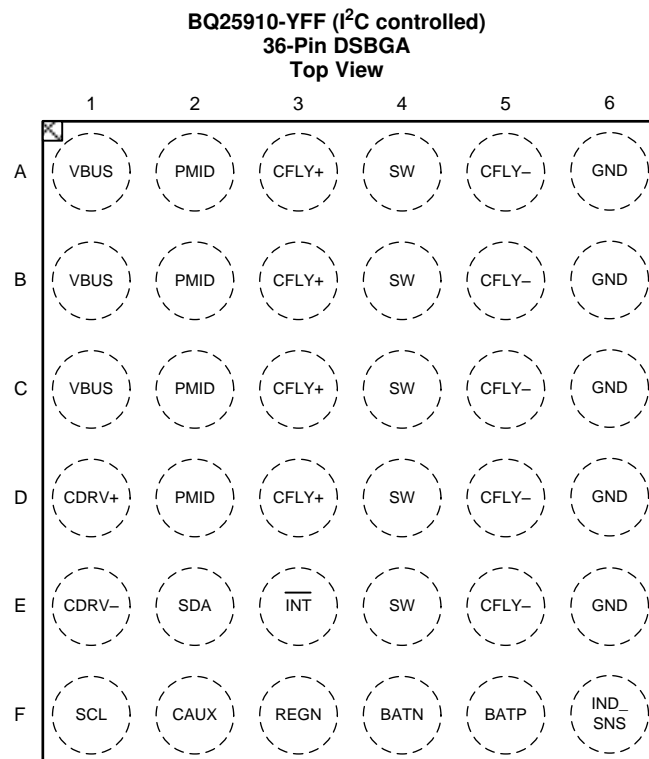 BQ25910-YFF (I²C controlled)
36-Pin DSBGA
Top View
1 2 3 4 5 6
A VBUS PMID CFLY+ SW CFLY– GND
B VBUS PMID CFLY+ SW CFLY– GND
C VBUS PMID CFLY+ SW CFLY– GND
D CDRV+ PMID CFLY+ SW CFLY– GND
E CDRV– SDA I̅N̅T̅ SW CFLY– GND
F SCL CAUX REGN BATN BATP IND_
SNS